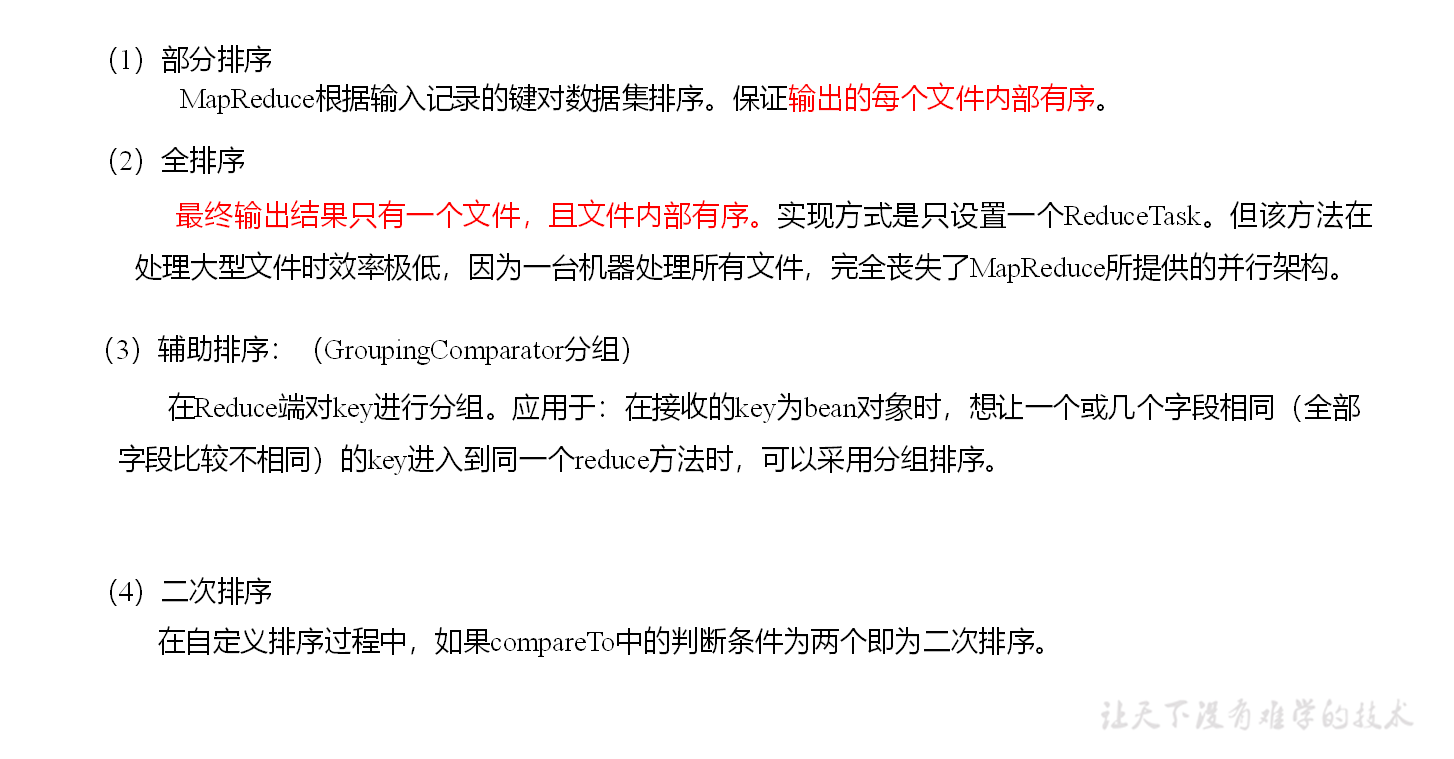 （1）部分排序
MapReduce根据输入记录的键对数据集排序。保证输出的每个文件内部有序。
（2）全排序
最终输出结果只有一个文件，且文件内部有序。实现方式是只设置一个ReduceTask。但该方法在
处理大型文件时效率极低，因为一台机器处理所有文件，完全丧失了MapReduce所提供的并行架构。
（3）辅助排序：（GroupingComparator分组）
在Reduce端对key进行分组。应用于：在接收的key为bean对象时，想让一个或几个字段相同（全部
字段比较不相同）的key进入到同一个reduce方法时，可以采用分组排序。
（4）二次排序
在自定义排序过程中，如果compareTo中的判断条件为两个即为二次排序。
让天下没有难学的技术